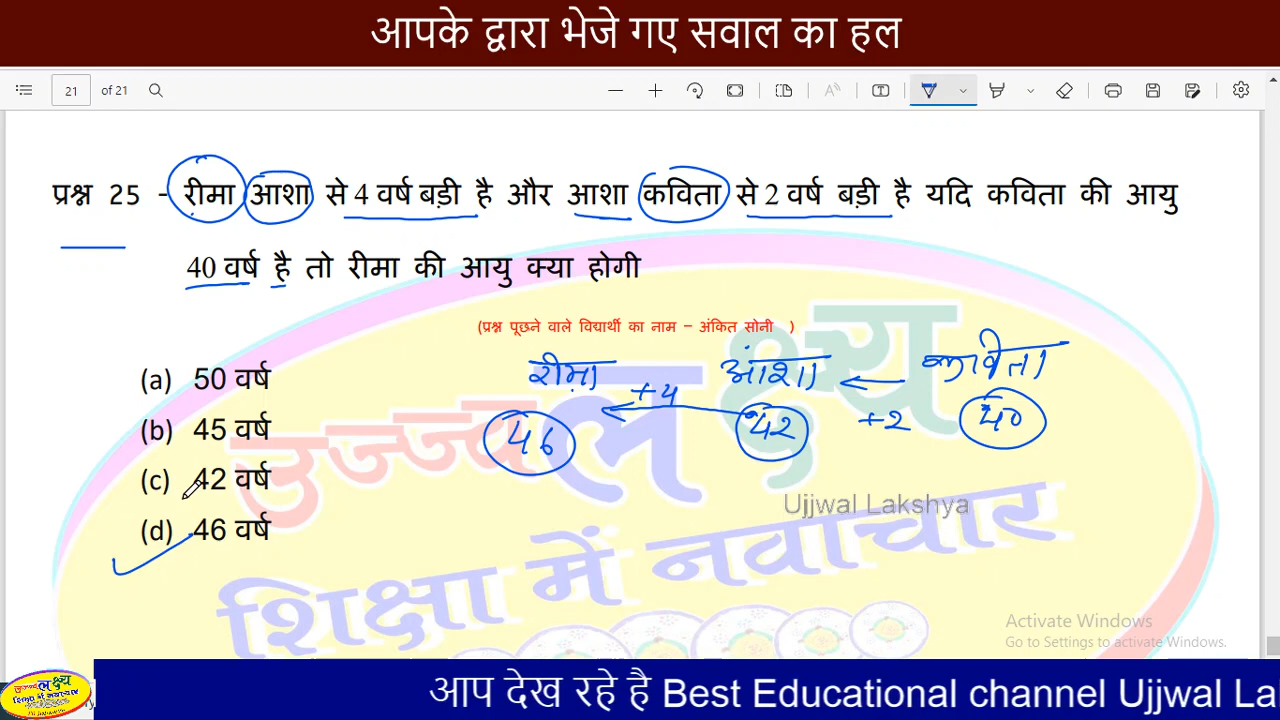 आपके द्वारा भेजे गए सवाल का हल
21 of 21
प्रश्न 25 - रीमा आशा से 4 वर्ष बड़ी है और आशा कविता से 2 वर्ष बड़ी है यदि कविता की आयु
40 वर्ष है तो रीमा की आयु क्या होगी
(प्रश्न पूछने वाले विद्यार्थी का नाम – अंकित सोनी )
रीमा आशा कविता
+4 +2
46 42 40
(a) 50 वर्ष
(b) 45 वर्ष
(c) 42 वर्ष
(d) 46 वर्ष
उज्ज्वल लक्ष्य
Ujjwal Lakshya
शिक्षा में नवाचार
Activate Windows
Go to Settings to activate Windows.
आप देख रहे है Best Educational channel Ujjwal La